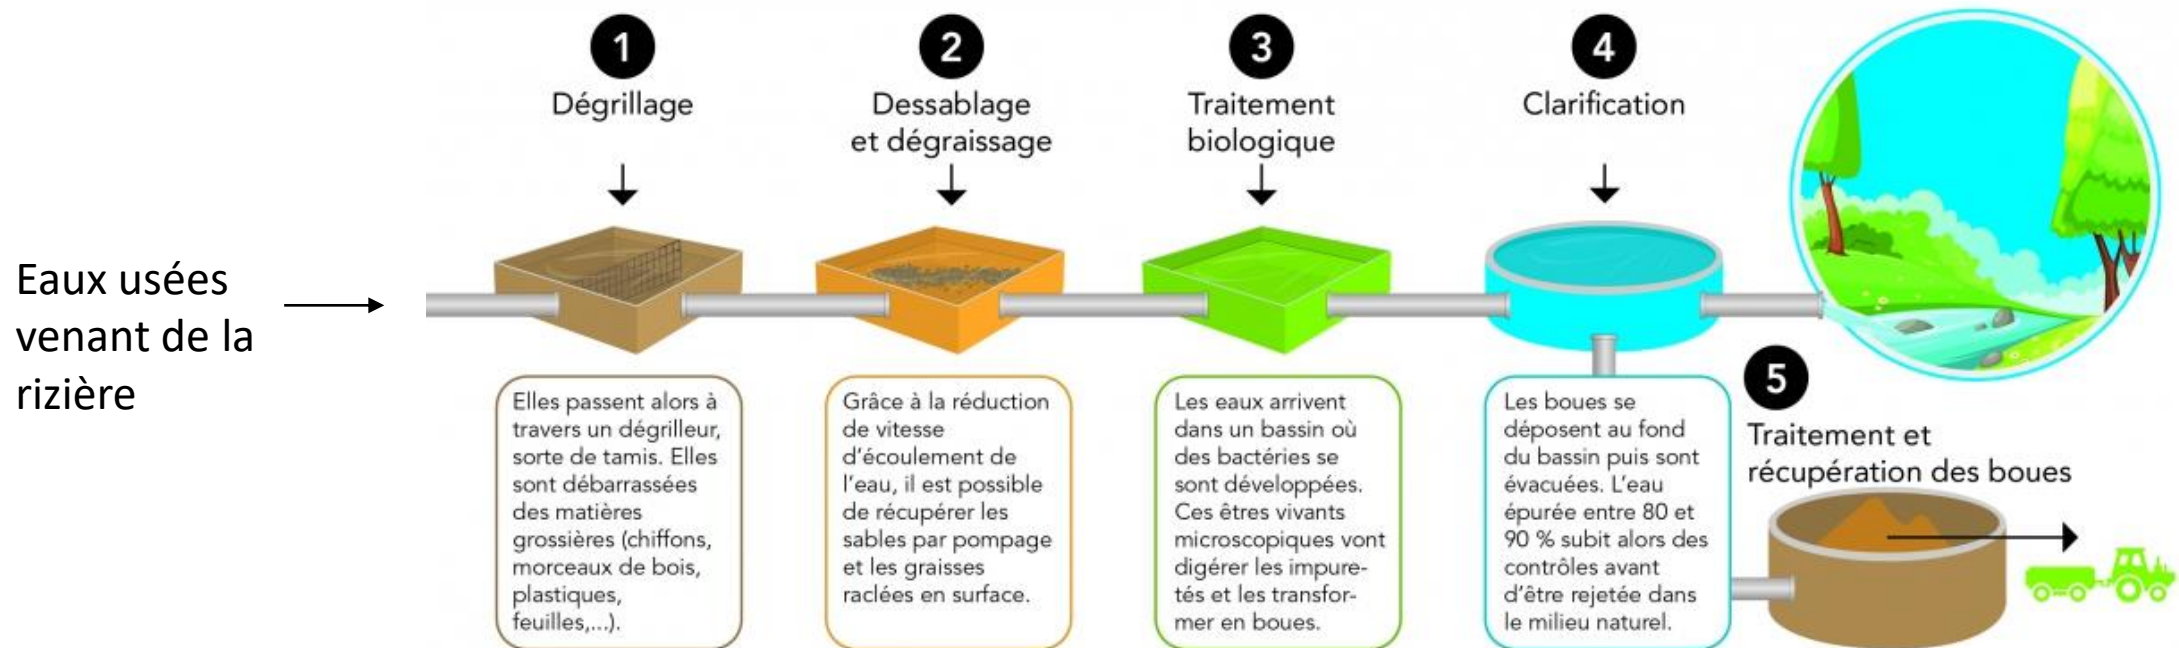 Eaux usées
venant de la
rizière
1
Dégrillage
Elles passent alors à
travers un dégrilleur,
sorte de tamis. Elles
sont débarrassées
des matières
grossières (chiffons,
morceaux de bois,
plastiques,
feuilles,...).
2
Dessablage
et dégraissage
Grâce à la réduction
de vitesse
d'écoulement de
l'eau, il est possible
de récupérer les
sables par pompage
et les graisses
raclées en surface.
3
Traitement
biologique
Les eaux arrivent
dans un bassin où
des bactéries se
sont développées.
Ces êtres vivants
microscopiques vont
digérer les impure-
tés et les transfor-
mer en boues.
4
Clarification
Les boues se
déposent au fond
du bassin puis sont
évacuées. L'eau
épurée entre 80 et
90 % subit alors des
contrôles avant
d'être rejetée dans
le milieu naturel.
5
Traitement et
récupération des boues